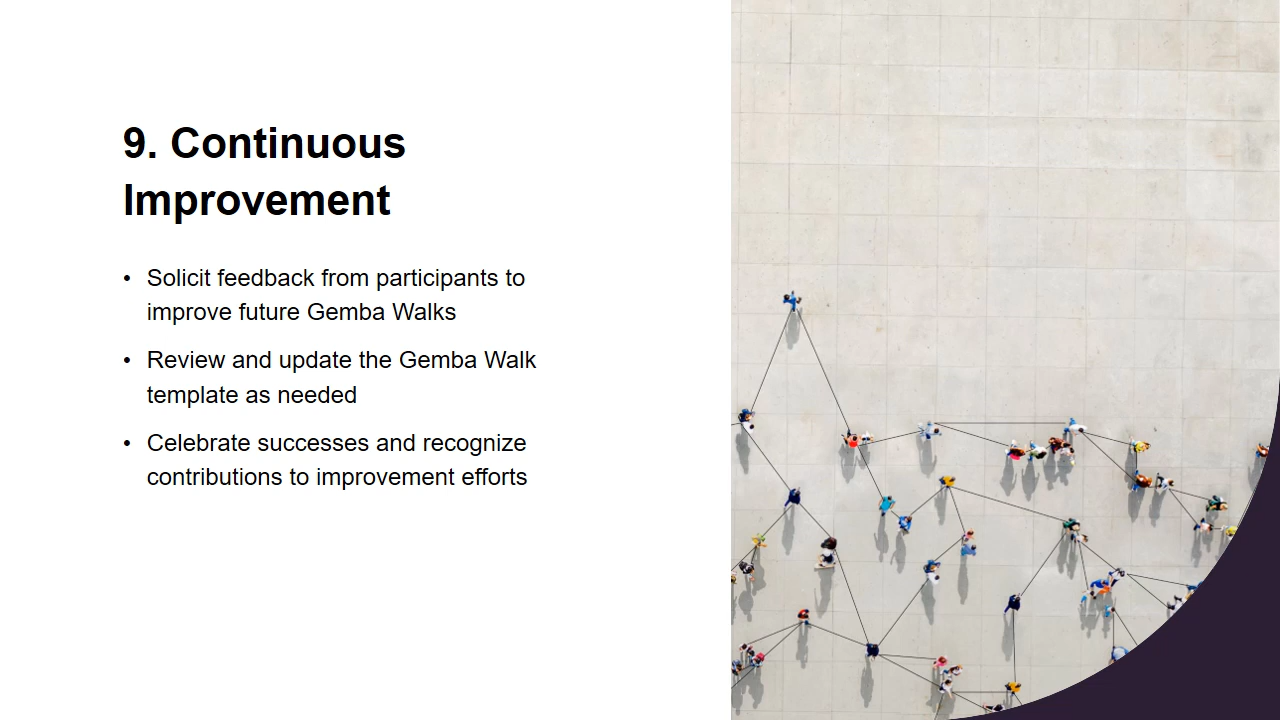 9. Continuous
Improvement
• Solicit feedback from participants to
improve future Gemba Walks
• Review and update the Gemba Walk
template as needed
• Celebrate successes and recognize
contributions to improvement efforts